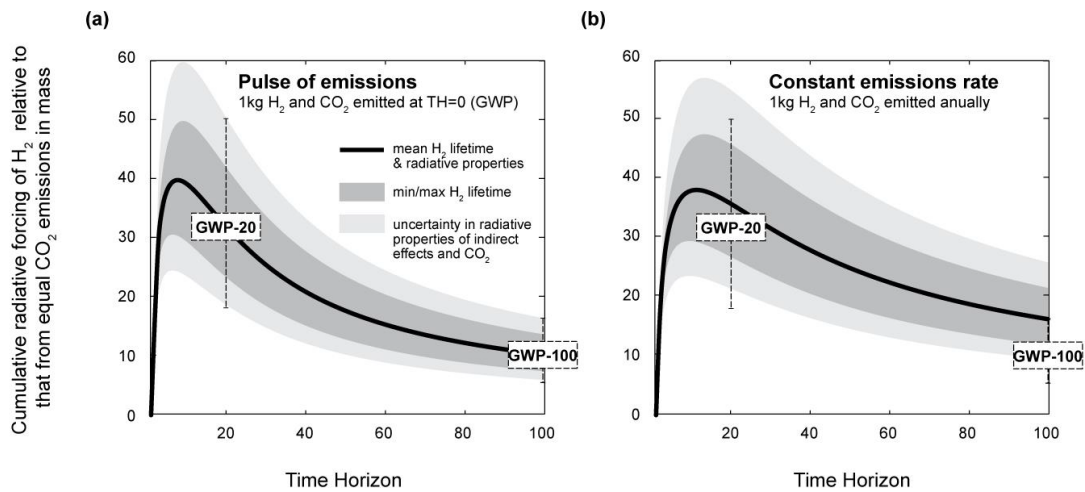 (a)
(b)
Cumulative radiative forcing of H2 relative to
that from equal CO2 emissions in mass
60
50
40
30
20
10
0
Pulse of emissions
1kg H2 and CO2 emitted at TH=0 (GWP)
mean H2 lifetime
& radiative properties
min/max H2 lifetime
uncertainty in radiative
properties of indirect
effects and CO2
GWP-20
GWP-100
20
40
60
80
100
Time Horizon
60
50
40
30
20
10
0
Constant emissions rate
1kg H2 and CO2 emitted anually
GWP-20
GWP-100
20
40
60
80
100
Time Horizon